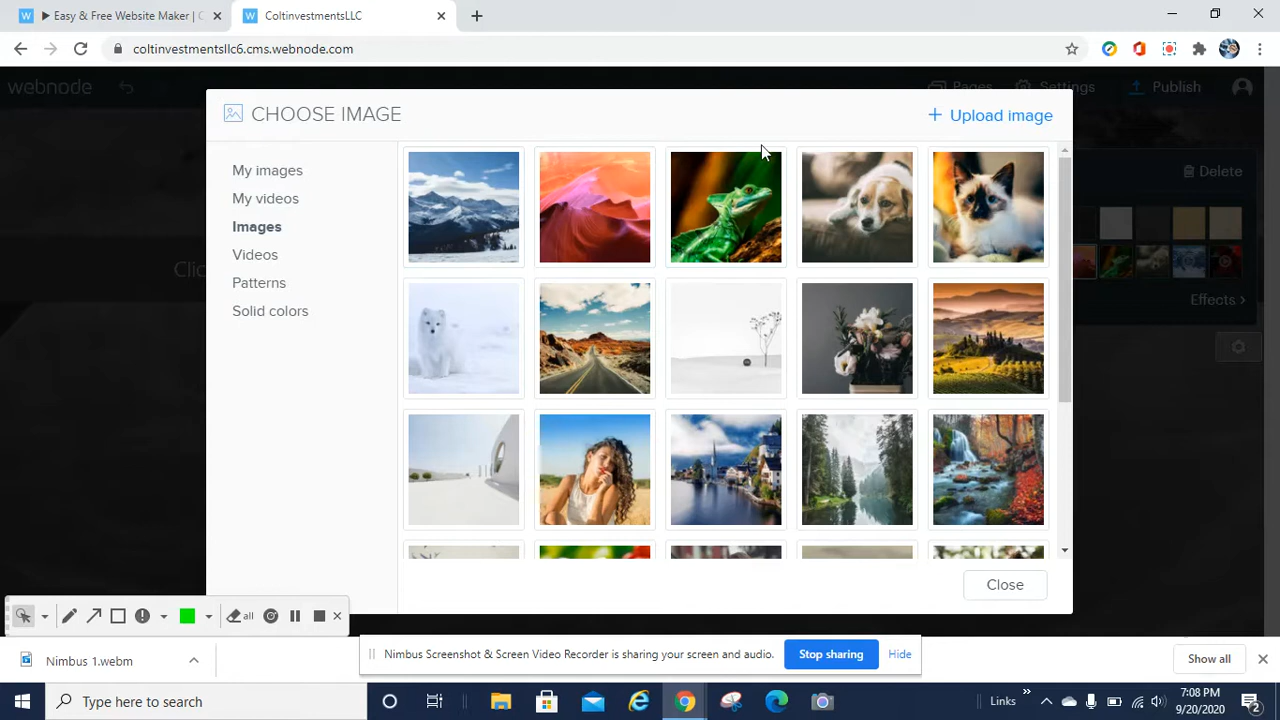 ▶ Easy & Free Website Maker | C
ColtinvestmentsLLC
coltinvestmentsllc6.cms.webnode.com
webnode
Pages
Settings
Publish
CHOOSE IMAGE
+ Upload image
My images
My videos
Images
Videos
Patterns
Solid colors
Delete
Clic
Effects >
Close
all
Nimbus Screenshot & Screen Video Recorder is sharing your screen and audio.
Stop sharing
Hide
Nimbus 1.webm
Show all
Type here to search
Links
7:08 PM
9/20/2020
2